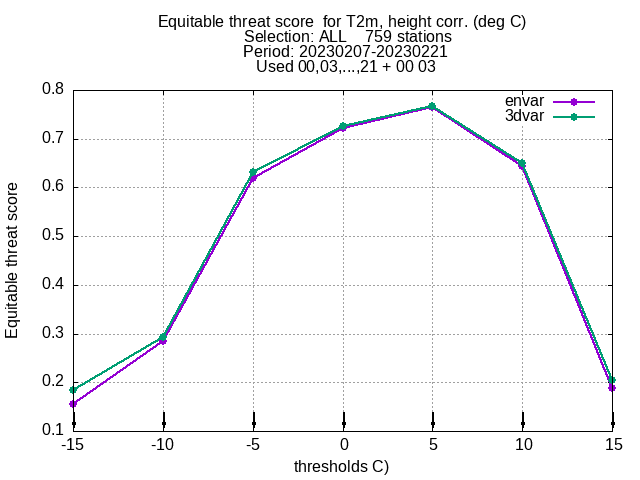 Equitable threat score  for T2m, height corr. (deg C)
Selection: ALL    759 stations
Period: 20230207-20230221
Used 00,03,...,21 + 00 03
envar
3dvar
0.8
0.7
0.6
0.5
0.4
0.3
0.2
0.1
Equitable threat score
-15 -10 -5 0 5 10 15
thresholds C)